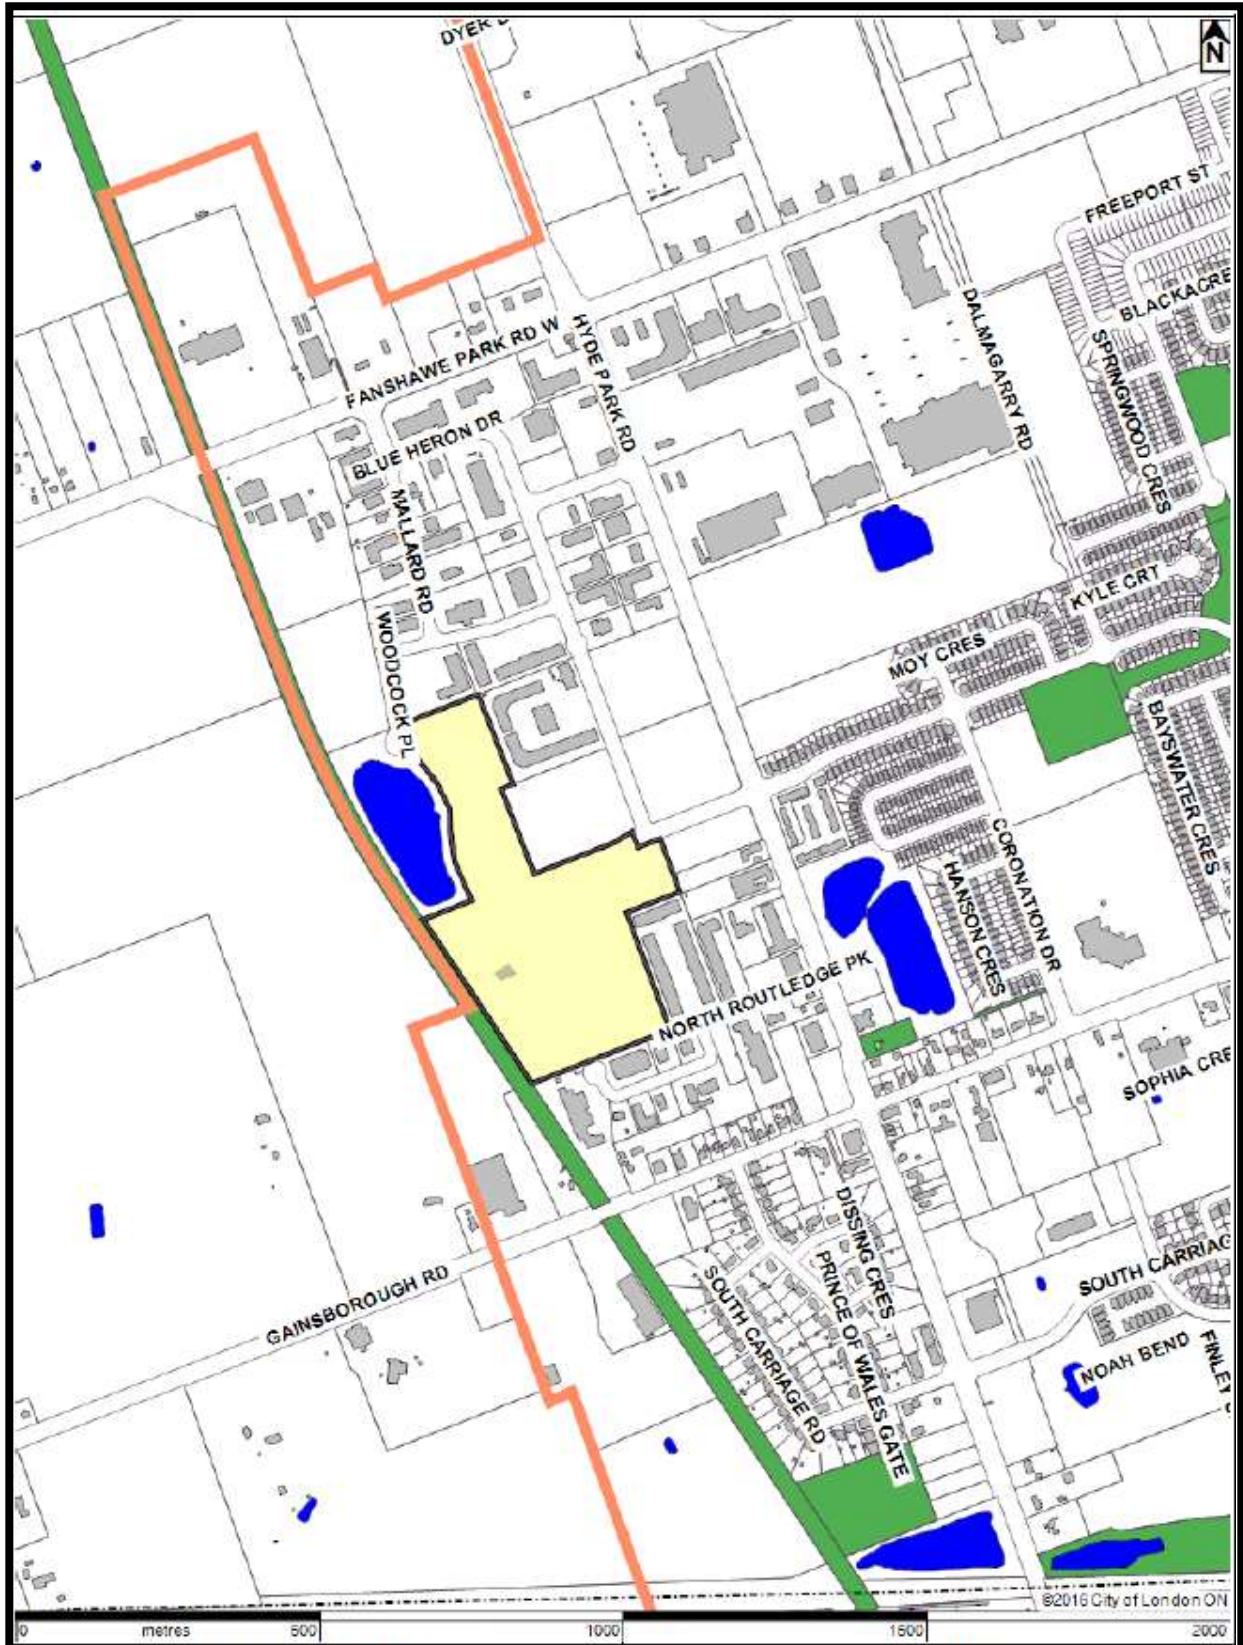 DYER D
N
FREEPORT ST
BLACKACRE
FANSHAWE PARK RD W
HYDE PARK RD
DALMAGARRY RD
SPRINGWOOD CRES
BLUE HERON DR
MALLARD RD
KYLE CRT
WOODCOCK PL
MOY CRES
BAYSWATER CRES
CORONATION DR
HANSON CRES
NORTH ROUTLEDGE PK
SOPHIA CRE
DISSING CRES
SOUTH CARRIAG
GAINSBOROUGH RD
SOUTH CARRIAGE RD
PRINCE OF WALES GATE
NOAH BEND
FINLEY
©2016 City of London ON
0 metres 500 1000 1500 2000